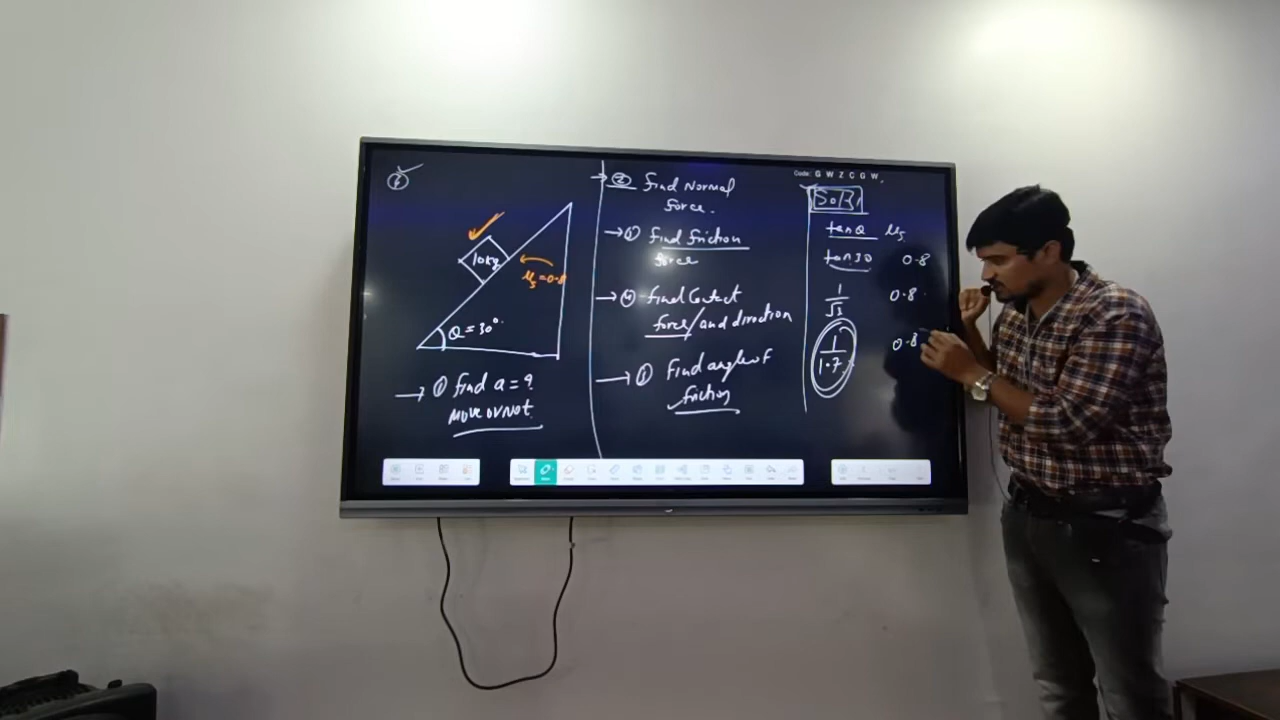 Code: G W Z C G W
10kg
μs = 0.8
θ = 30°
→ ① find a = ?
Move or Not
→ ② find Normal
force.
→ find friction
force
→ ④ find Contact
force/and direction
→ find angle of
friction
Sol:
tanθ μs
tan30 0.8
1/√3 0.8
1/1.7 0.8